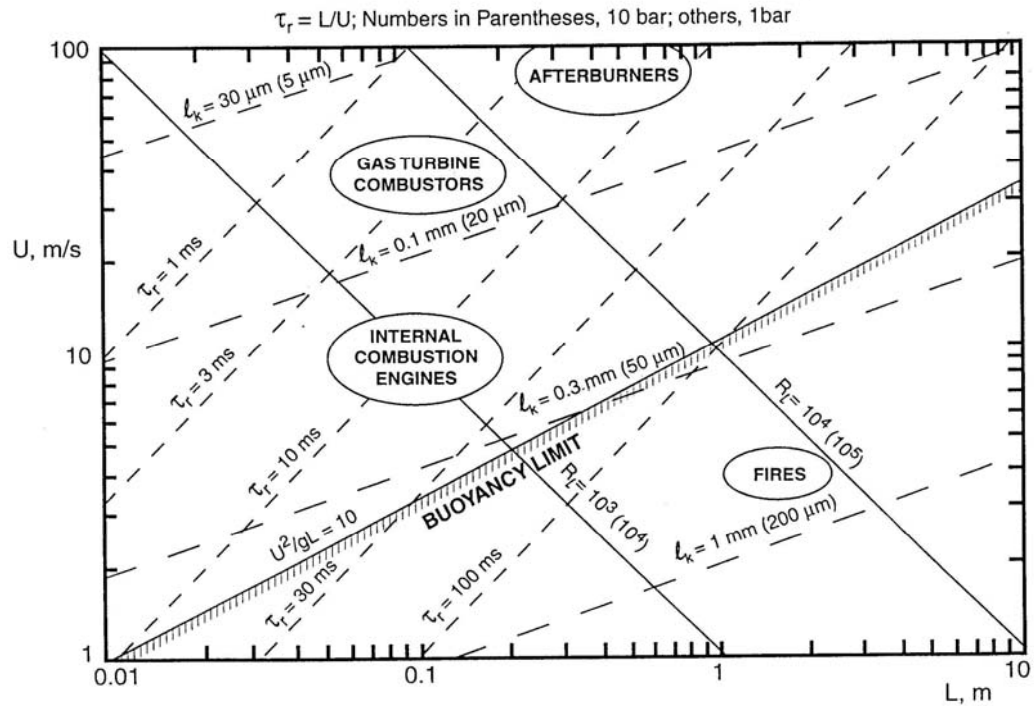 τr = L/U; Numbers in Parentheses, 10 bar; others, 1bar
100
AFTERBURNERS
ℓk = 30 μm (5 μm)
GAS TURBINE
COMBUSTORS
ℓk = 0.1 mm (20 μm)
U, m/s
τr = 1 ms
10
INTERNAL
COMBUSTION
ENGINES
τr = 3 ms
ℓk = 0.3 mm (50 μm)
Rℓ = 10⁴ (10⁵)
τr = 10 ms
BUOYANCY LIMIT
FIRES
Rℓ = 10³ (10⁴)
U²/gL = 10
ℓk = 1 mm (200 μm)
τr = 30 ms
τr = 100 ms
1
0.01
0.1
1
10
L, m